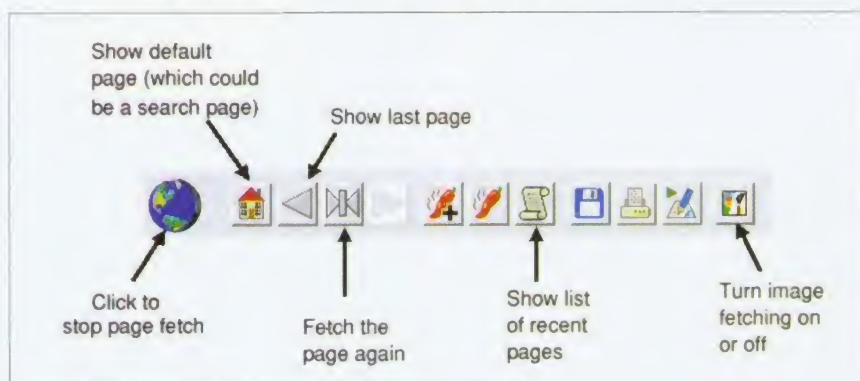 Show default
page (which could
be a search page)
Show last page
Click to
stop page fetch
Fetch the
page again
Show list
of recent
pages
Turn image
fetching on
or off